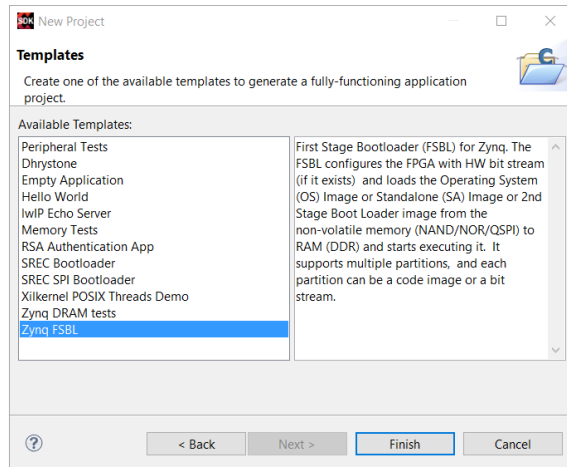 SDK New Project
Templates
Create one of the available templates to generate a fully-functioning application
project.
Available Templates:
Peripheral Tests
Dhrystone
Empty Application
Hello World
lwIP Echo Server
Memory Tests
RSA Authentication App
SREC Bootloader
SREC SPI Bootloader
Xilkernel POSIX Threads Demo
Zynq DRAM tests
Zynq FSBL
First Stage Bootloader (FSBL) for Zynq. The
FSBL configures the FPGA with HW bit stream
(if it exists)  and loads the Operating System
(OS) Image or Standalone (SA) Image or 2nd
Stage Boot Loader image from the
non-volatile memory (NAND/NOR/QSPI) to
RAM (DDR) and starts executing it.  It
supports multiple partitions,  and each
partition can be a code image or a bit
stream.
? < Back Next > Finish Cancel